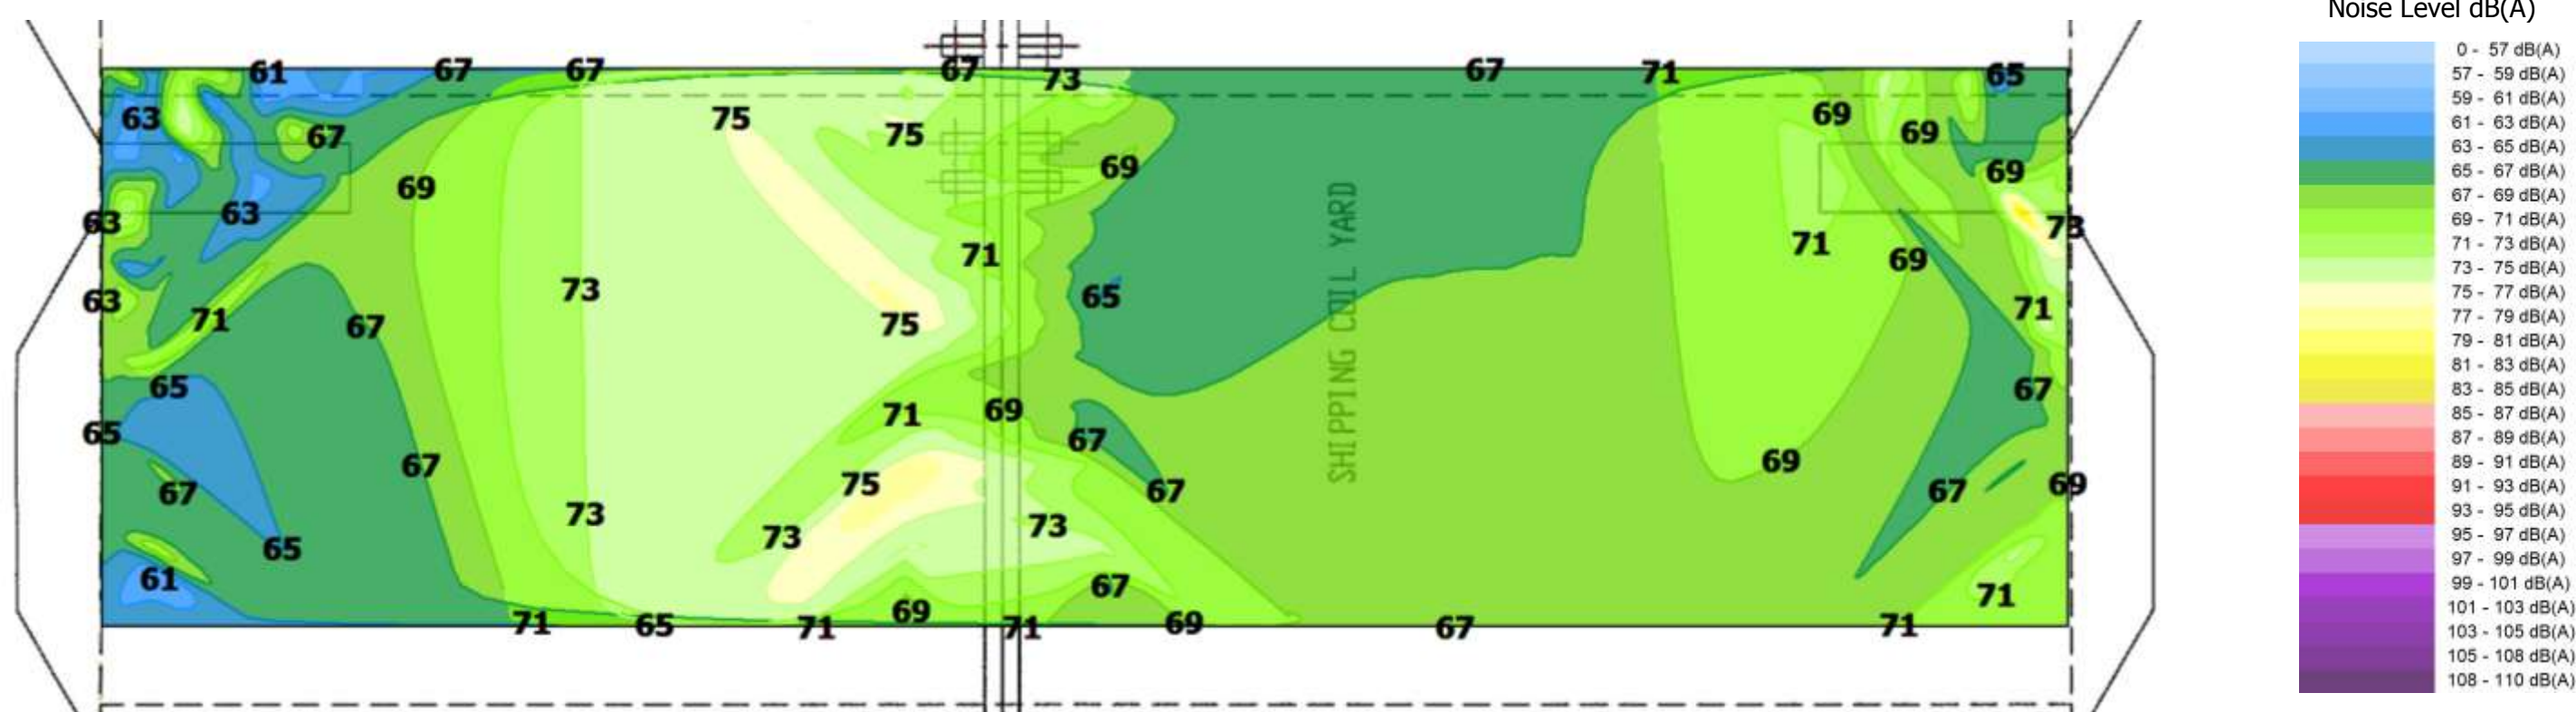 Noise Level dB(A)
61 67 67 67 73 67 71 65
63 67 75 75 69 69 69
69 69
63 63 71 71 69 73
63 71 67 73 75 65 71
SHIPPING COIL YARD
65 71 69 67
65 67 67 69
67 75 67 67 69
65 73 73 73
61 69 67 71
71 65 71 71 69 67 71
0 - 57 dB(A)
57 - 59 dB(A)
59 - 61 dB(A)
61 - 63 dB(A)
63 - 65 dB(A)
65 - 67 dB(A)
67 - 69 dB(A)
69 - 71 dB(A)
71 - 73 dB(A)
73 - 75 dB(A)
75 - 77 dB(A)
77 - 79 dB(A)
79 - 81 dB(A)
81 - 83 dB(A)
83 - 85 dB(A)
85 - 87 dB(A)
87 - 89 dB(A)
89 - 91 dB(A)
91 - 93 dB(A)
93 - 95 dB(A)
95 - 97 dB(A)
97 - 99 dB(A)
99 - 101 dB(A)
101 - 103 dB(A)
103 - 105 dB(A)
105 - 108 dB(A)
108 - 110 dB(A)